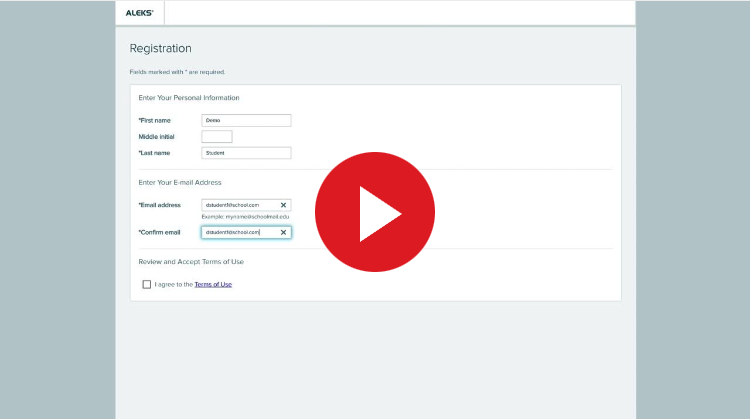 ALEKS®
Registration
Fields marked with * are required.
Enter Your Personal Information
*First name Demo
Middle initial
*Last name Student
Enter Your E-mail Address
*Email address dstudent1@school.com
Example: myname@schoolmail.edu
*Confirm email dstudent1@school.com
Review and Accept Terms of Use
I agree to the Terms of Use